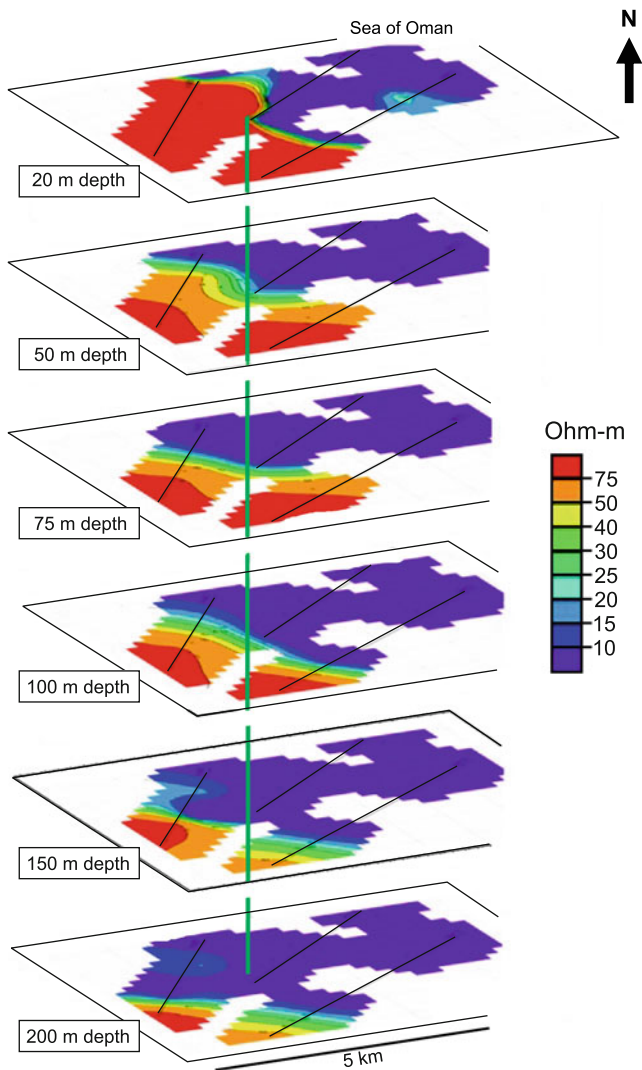 Sea of Oman
N
20 m depth
50 m depth
75 m depth
Ohm-m
75
50
40
30
25
20
15
10
100 m depth
150 m depth
200 m depth
5 km